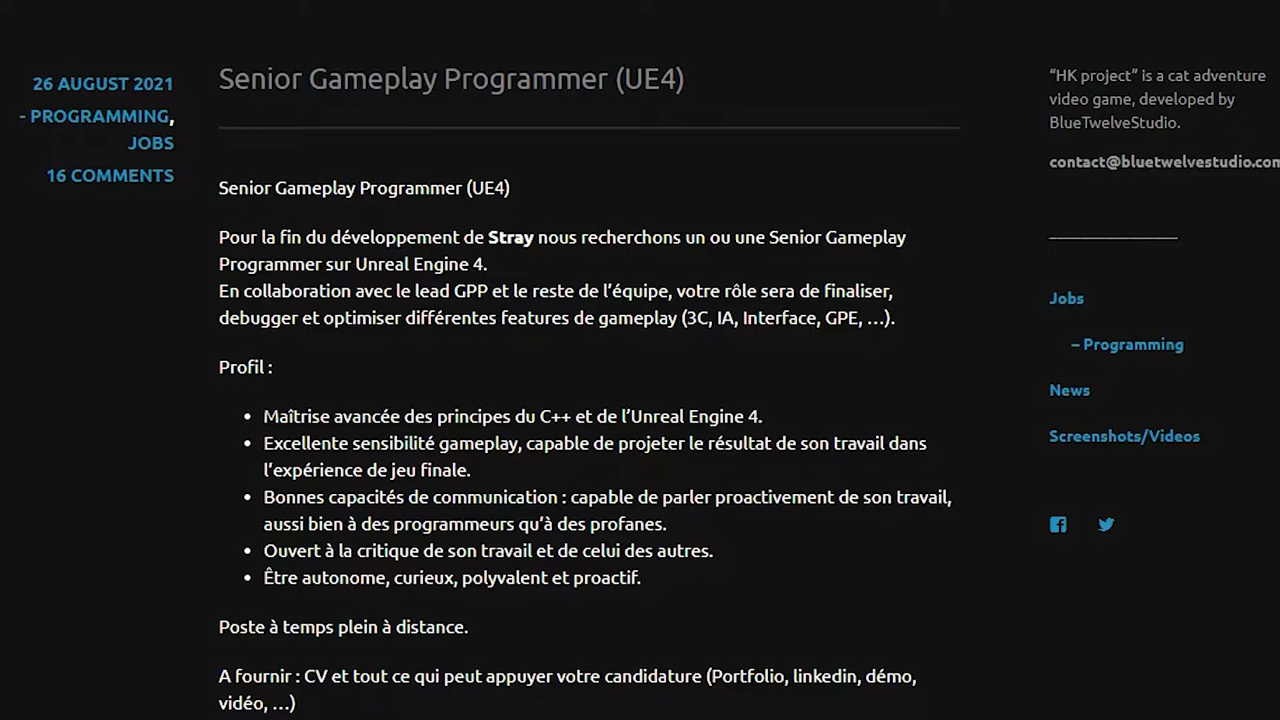 26 AUGUST 2021
- PROGRAMMING,
JOBS
16 COMMENTS
Senior Gameplay Programmer (UE4)
Senior Gameplay Programmer (UE4)
Pour la fin du développement de Stray nous recherchons un ou une Senior Gameplay
Programmer sur Unreal Engine 4.
En collaboration avec le lead GPP et le reste de l’équipe, votre rôle sera de finaliser,
debugger et optimiser différentes features de gameplay (3C, IA, Interface, GPE, …).
Profil :
• Maîtrise avancée des principes du C++ et de l’Unreal Engine 4.
• Excellente sensibilité gameplay, capable de projeter le résultat de son travail dans
l’expérience de jeu finale.
• Bonnes capacités de communication : capable de parler proactivement de son travail,
aussi bien à des programmeurs qu’à des profanes.
• Ouvert à la critique de son travail et de celui des autres.
• Être autonome, curieux, polyvalent et proactif.
Poste à temps plein à distance.
A fournir : CV et tout ce qui peut appuyer votre candidature (Portfolio, linkedin, démo,
vidéo, …)
“HK project” is a cat adventure
video game, developed by
BlueTwelveStudio.
contact@bluetwelvestudio.com
Jobs
– Programming
News
Screenshots/Videos